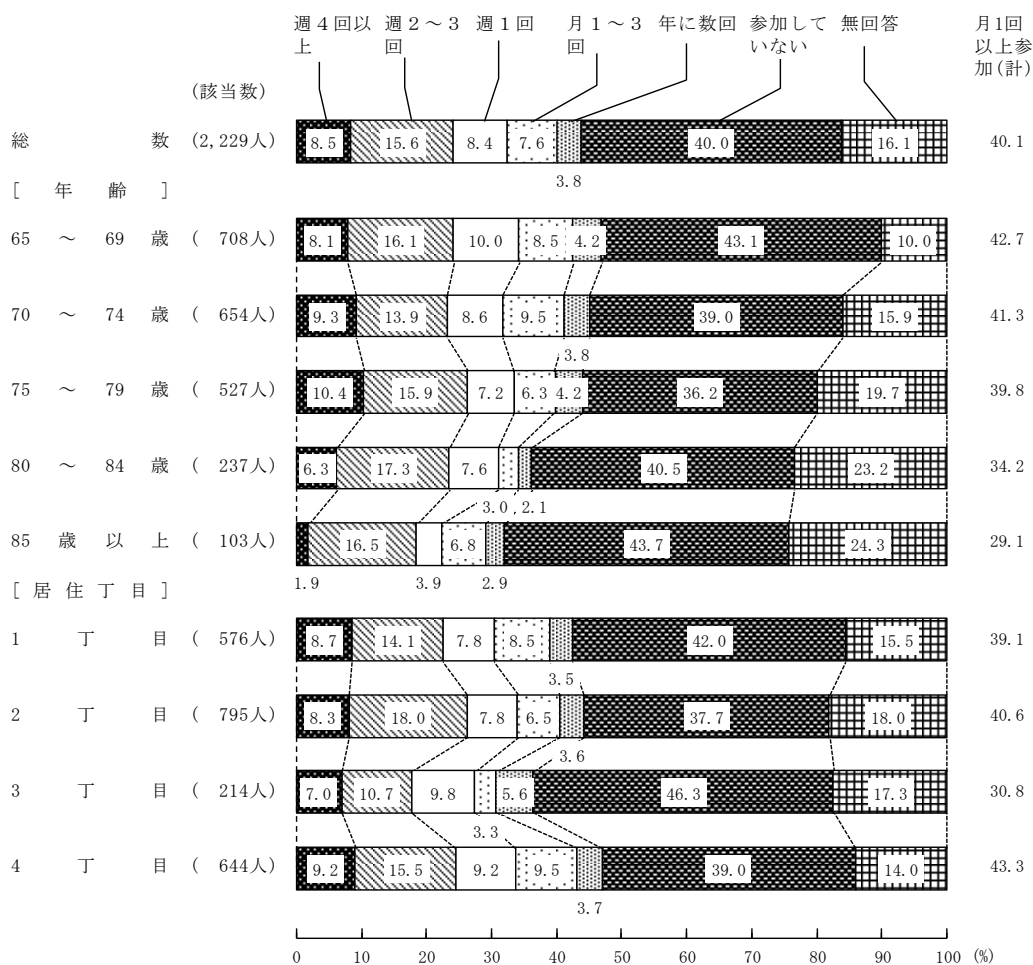 週４回以上 週２～３回 週１回 月１～３回 年に数回 参加していない 無回答 月1回以上参加(計)
(該当数)
総数 (2,229人) 8.5 15.6 8.4 7.6 40.0 16.1 40.1
3.8
[年齢]
65～69歳 (708人) 8.1 16.1 10.0 8.5 4.2 43.1 10.0 42.7
70～74歳 (654人) 9.3 13.9 8.6 9.5 39.0 15.9 41.3
3.8
75～79歳 (527人) 10.4 15.9 7.2 6.3 4.2 36.2 19.7 39.8
80～84歳 (237人) 6.3 17.3 7.6 40.5 23.2 34.2
3.0 2.1
85歳以上 (103人) 16.5 6.8 43.7 24.3 29.1
1.9 3.9 2.9
[居住丁目]
1丁目 (576人) 8.7 14.1 7.8 8.5 42.0 15.5 39.1
3.5
2丁目 (795人) 8.3 18.0 7.8 6.5 37.7 18.0 40.6
3.6
3丁目 (214人) 7.0 10.7 9.8 5.6 46.3 17.3 30.8
3.3
4丁目 (644人) 9.2 15.5 9.2 9.5 39.0 14.0 43.3
3.7
0 10 20 30 40 50 60 70 80 90 100 (%)